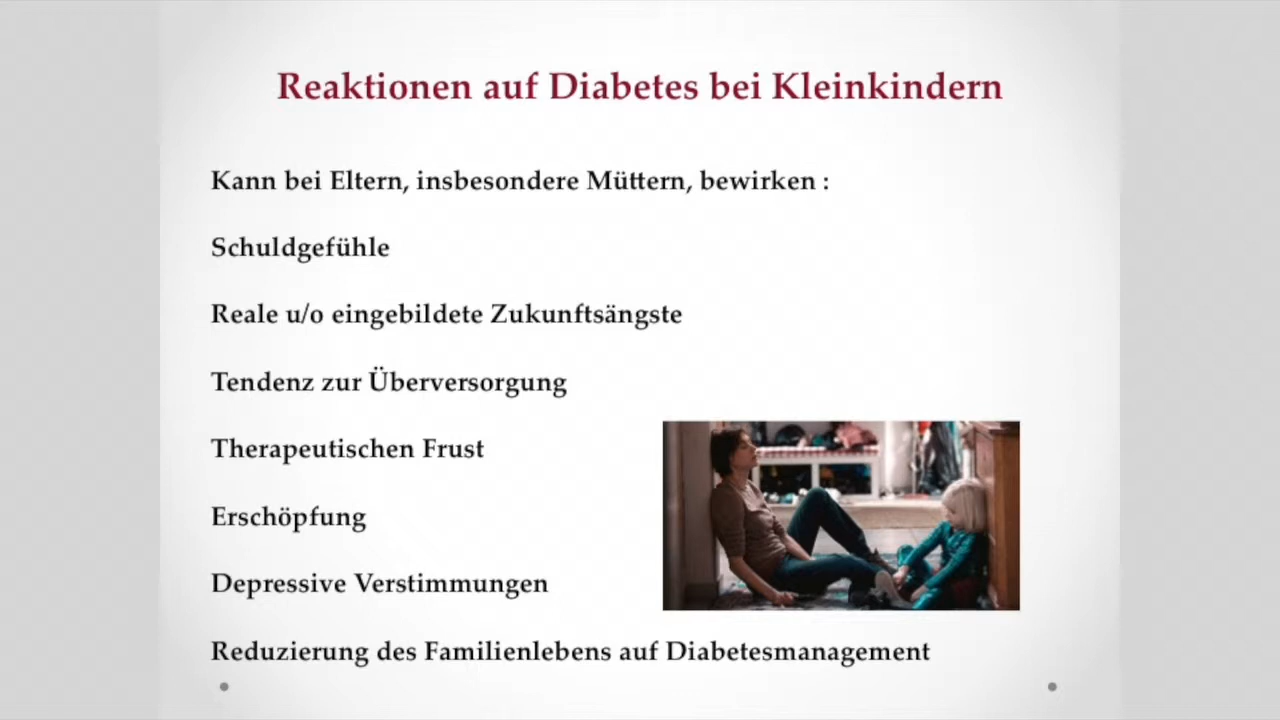 Reaktionen auf Diabetes bei Kleinkindern
Kann bei Eltern, insbesondere Müttern, bewirken :
Schuldgefühle
Reale u/o eingebildete Zukunftsängste
Tendenz zur Überversorgung
Therapeutischen Frust
Erschöpfung
Depressive Verstimmungen
Reduzierung des Familienlebens auf Diabetesmanagement